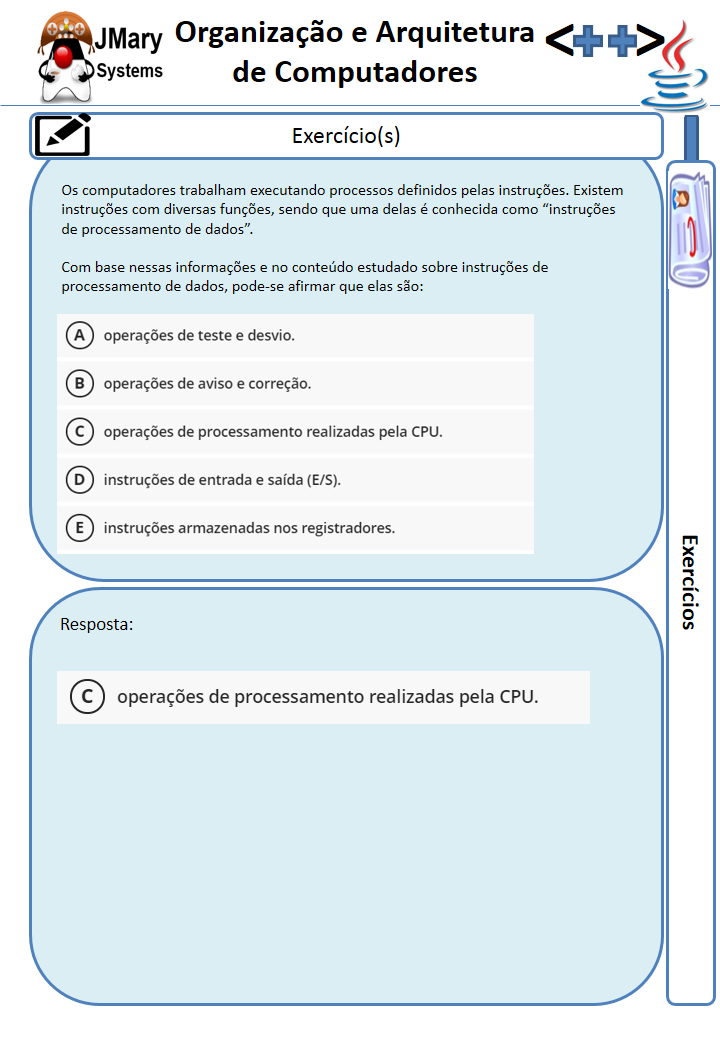 JMary
Systems
Organização e Arquitetura
de Computadores
<++>
Exercício(s)
Os computadores trabalham executando processos definidos pelas instruções. Existem
instruções com diversas funções, sendo que uma delas é conhecida como “instruções
de processamento de dados”.
Com base nessas informações e no conteúdo estudado sobre instruções de
processamento de dados, pode-se afirmar que elas são:
A operações de teste e desvio.
B operações de aviso e correção.
C operações de processamento realizadas pela CPU.
D instruções de entrada e saída (E/S).
E instruções armazenadas nos registradores.
Exercícios
Resposta:
C operações de processamento realizadas pela CPU.